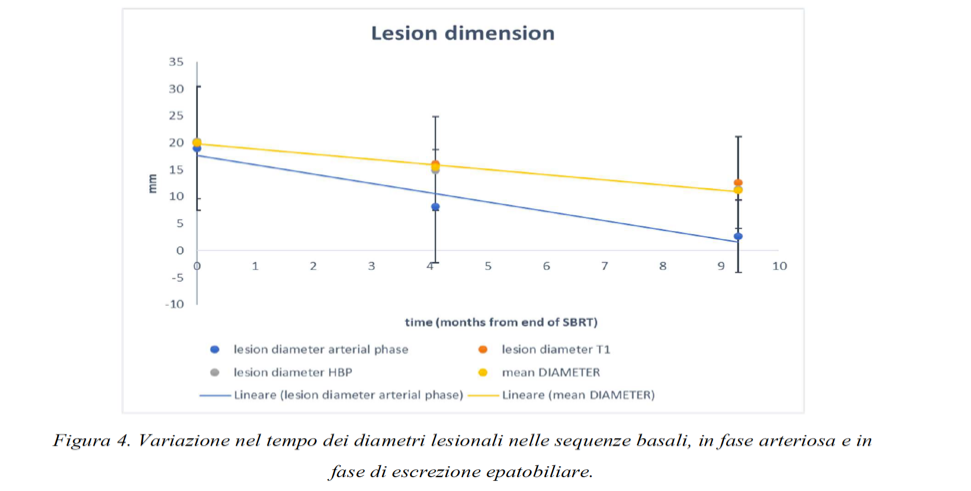 Lesion dimension
35
30
25
20
15
10
5
0
-5
-10
mm
0 1 2 3 4 5 6 7 8 9 10
time (months from end of SBRT)
lesion diameter arterial phase lesion diameter T1
lesion diameter HBP mean DIAMETER
Lineare (lesion diameter arterial phase) Lineare (mean DIAMETER)
Figura 4. Variazione nel tempo dei diametri lesionali nelle sequenze basali, in fase arteriosa e in
fase di escrezione epatobiliare.